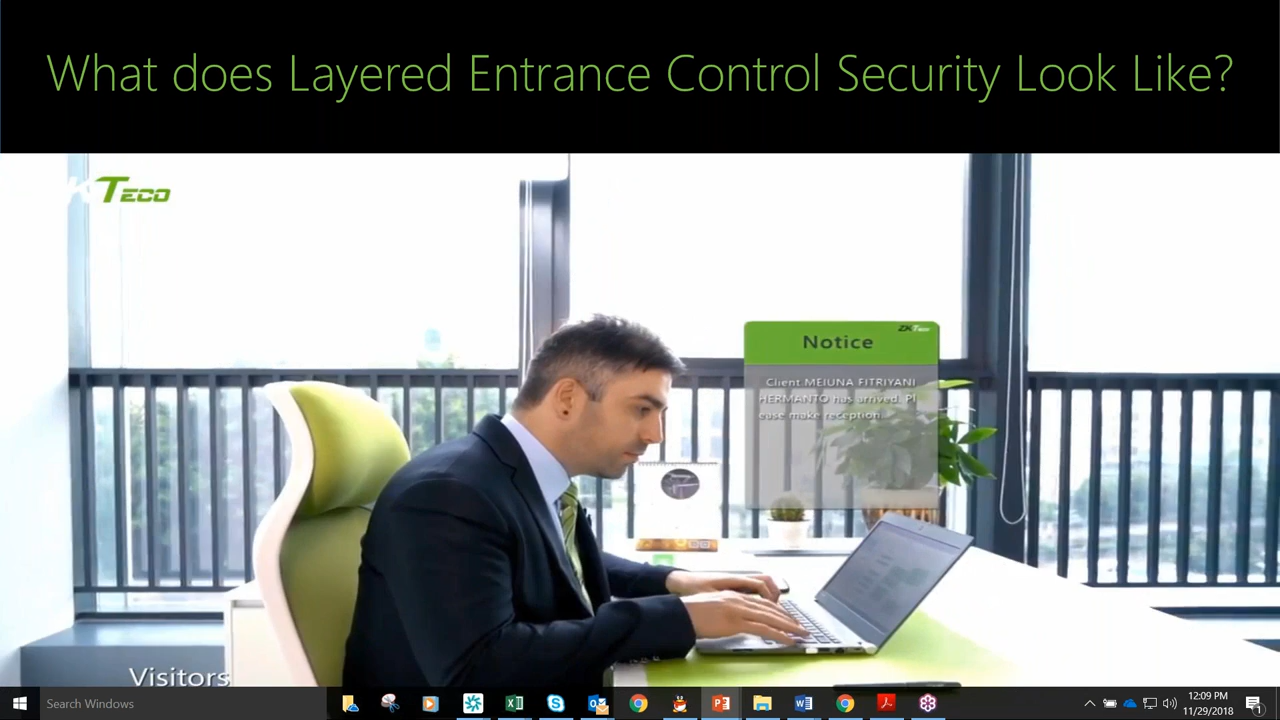 What does Layered Entrance Control Security Look Like?
ZKTECO
ZKTECO
Notice
Client MEIUNA FITRIYANI
HERMANTO has arrived. Pl
ease make reception.
Visitors
Search Windows
12:09 PM
11/29/2018